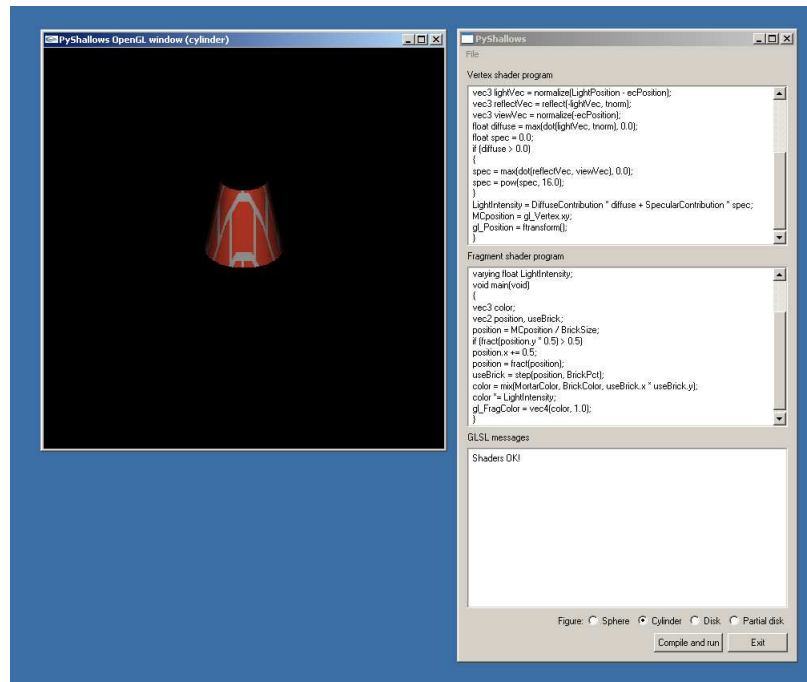 PyShallows OpenGL window (cylinder)
PyShallows
File
Vertex shader program
vec3 lightVec = normalize(LightPosition - ecPosition);
vec3 reflectVec = reflect(-lightVec, tnorm);
vec3 viewVec = normalize(-ecPosition);
float diffuse = max(dot(lightVec, tnorm), 0.0);
float spec = 0.0;
if (diffuse > 0.0)
{
spec = max(dot(reflectVec, viewVec), 0.0);
spec = pow(spec, 16.0);
}
LightIntensity = DiffuseContribution * diffuse + SpecularContribution * spec;
MCposition = gl_Vertex.xy;
gl_Position = ftransform();
}
Fragment shader program
varying float LightIntensity;
void main(void)
{
vec3 color;
vec2 position, useBrick;
position = MCposition / BrickSize;
if (fract(position.y * 0.5) > 0.5)
position.x += 0.5;
position = fract(position);
useBrick = step(position, BrickPct);
color = mix(MortarColor, BrickColor, useBrick.x * useBrick.y);
color *= LightIntensity;
gl_FragColor = vec4(color, 1.0);
}
GLSL messages
Shaders OK!
Figure: Sphere Cylinder Disk Partial disk
Compile and run Exit